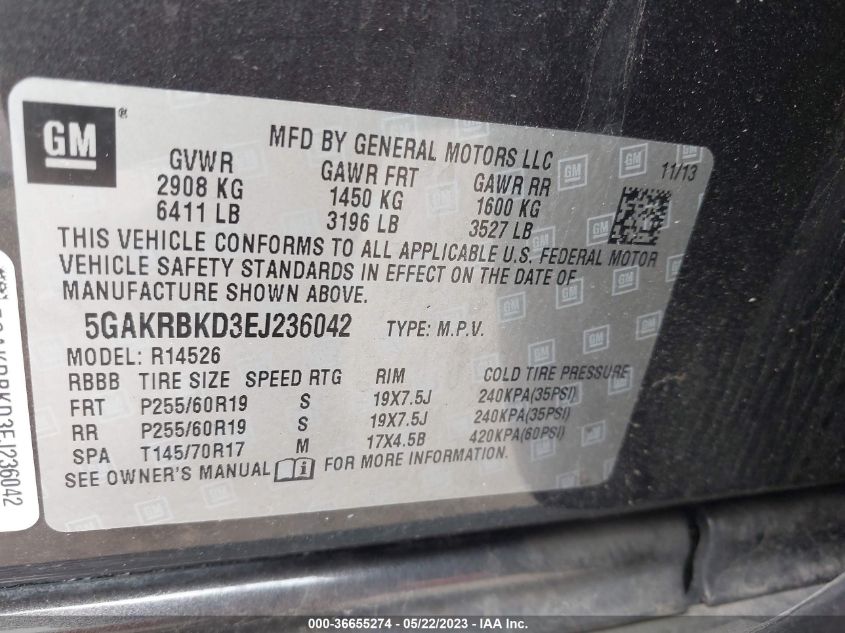 GM®
MFD BY GENERAL MOTORS LLC
11/13
GVWR GAWR FRT GAWR RR
2908 KG 1450 KG 1600 KG
6411 LB 3196 LB 3527 LB
THIS VEHICLE CONFORMS TO ALL APPLICABLE U.S. FEDERAL MOTOR
VEHICLE SAFETY STANDARDS IN EFFECT ON THE DATE OF
MANUFACTURE SHOWN ABOVE.
5GAKRBKD3EJ236042 TYPE: M.P.V.
MODEL: R14526
RBBB TIRE SIZE SPEED RTG RIM COLD TIRE PRESSURE
FRT P255/60R19 S 19X7.5J 240KPA(35PSI)
RR P255/60R19 S 19X7.5J 240KPA(35PSI)
SPA T145/70R17 M 17X4.5B 420KPA(60PSI)
SEE OWNER'S MANUAL FOR MORE INFORMATION.
000-36655274 - 05/22/2023 - IAA Inc.